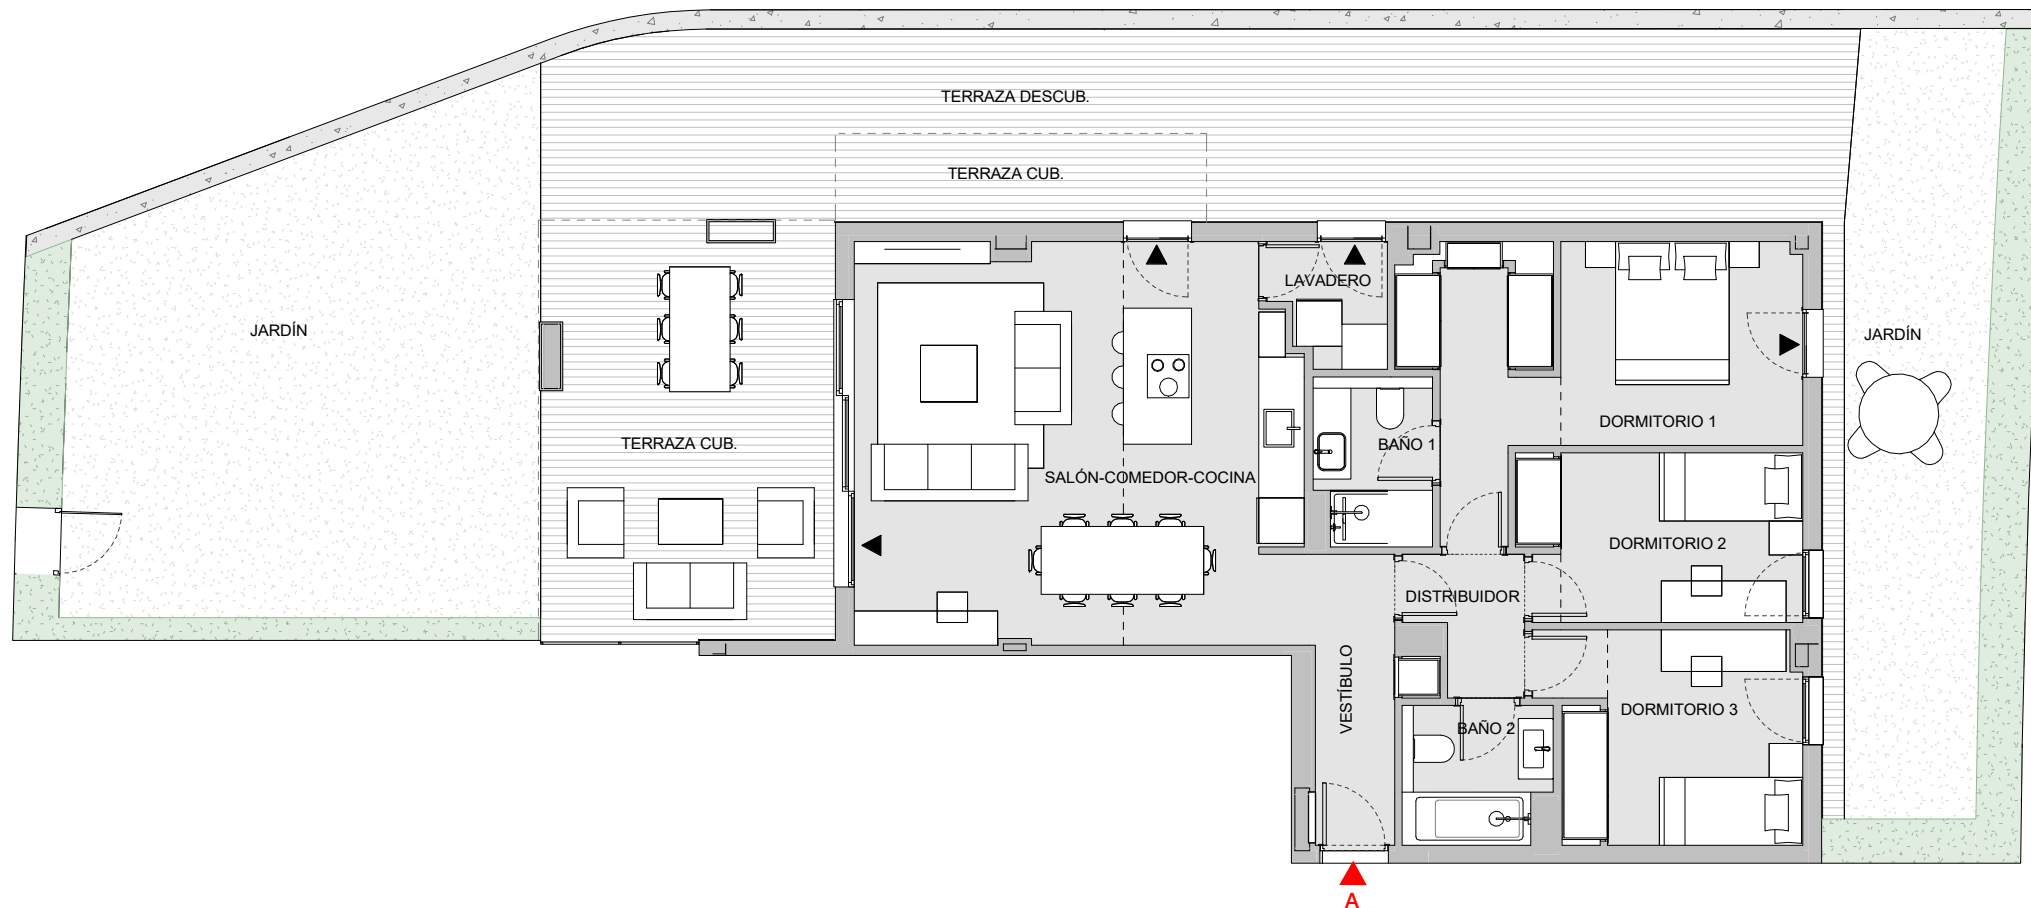 TERRAZA DESCUB.
TERRAZA CUB.
LAVADERO
JARDÍN
JARDÍN
DORMITORIO 1
TERRAZA CUB.
BAÑO 1
SALÓN-COMEDOR-COCINA
DORMITORIO 2
DISTRIBUIDOR
VESTÍBULO
DORMITORIO 3
BAÑO 2
A